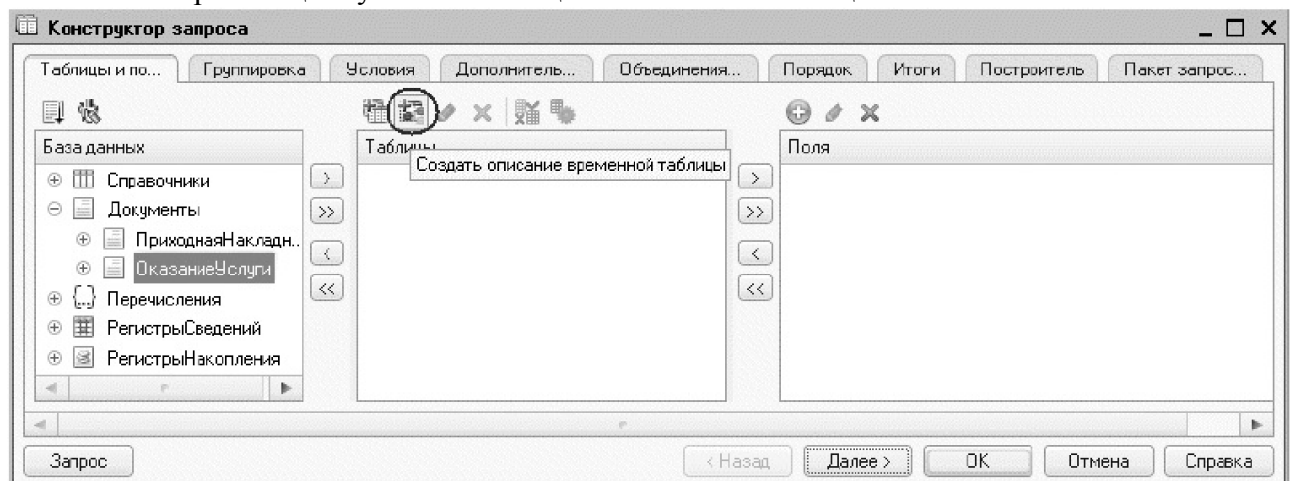 Конструктор запроса
Таблицы и по... Группировка Условия Дополнитель... Объединения... Порядок Итоги Построитель Пакет запрос...
База данных Таблицы Поля
Создать описание временной таблицы
Справочники
Документы
ПриходнаяНакладн..
ОказаниеУслуги
Перечисления
РегистрыСведений
РегистрыНакопления
> >> < <<
> >> < <<
Запрос < Назад Далее > ОК Отмена Справка